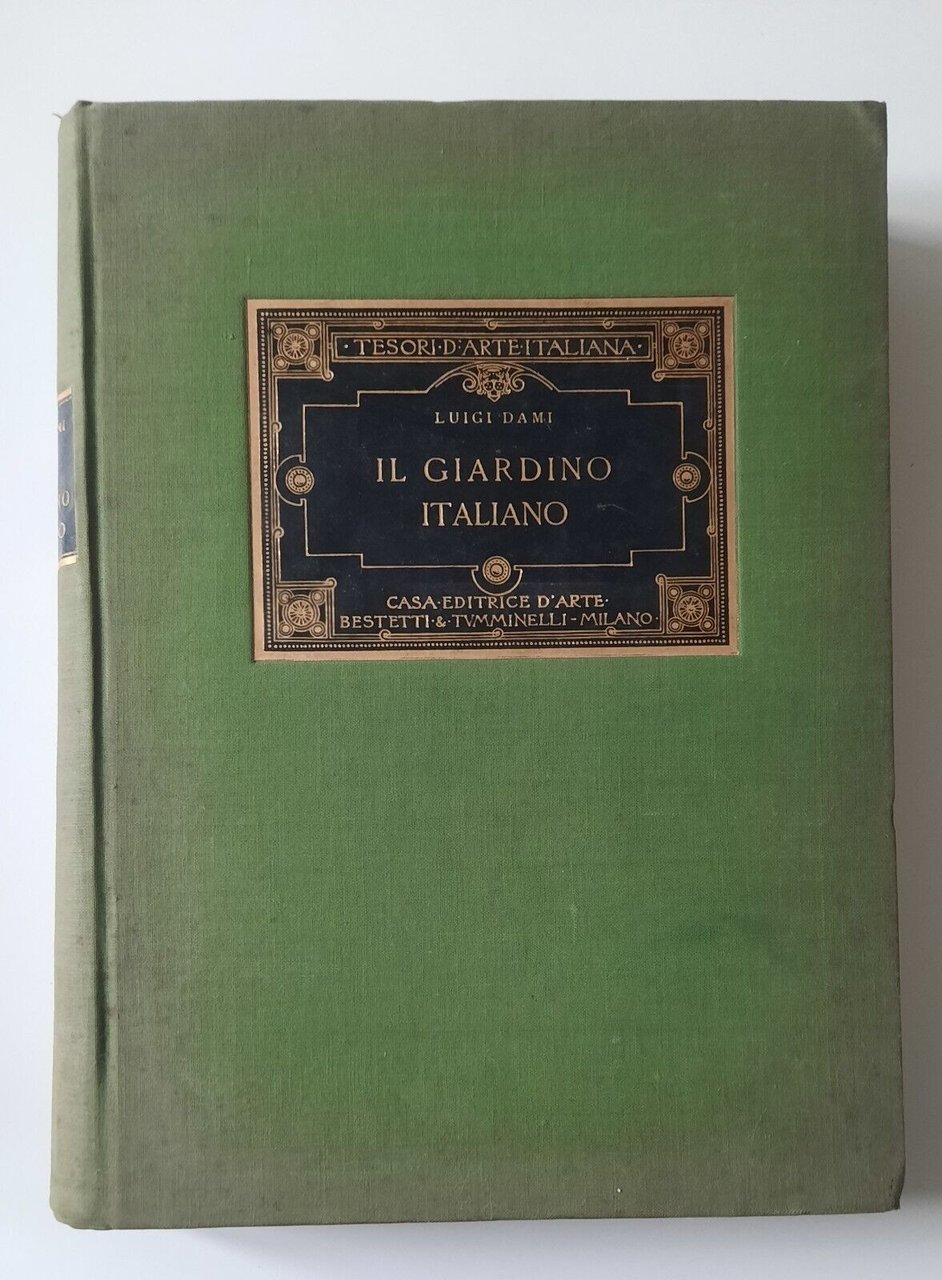 ·TESORI·D'ARTE·ITALIANA·
LUIGI DAMI
IL GIARDINO
ITALIANO
CASA·EDITRICE D'ARTE·
BESTETTI·&·TVMMINELLI-MILANO·